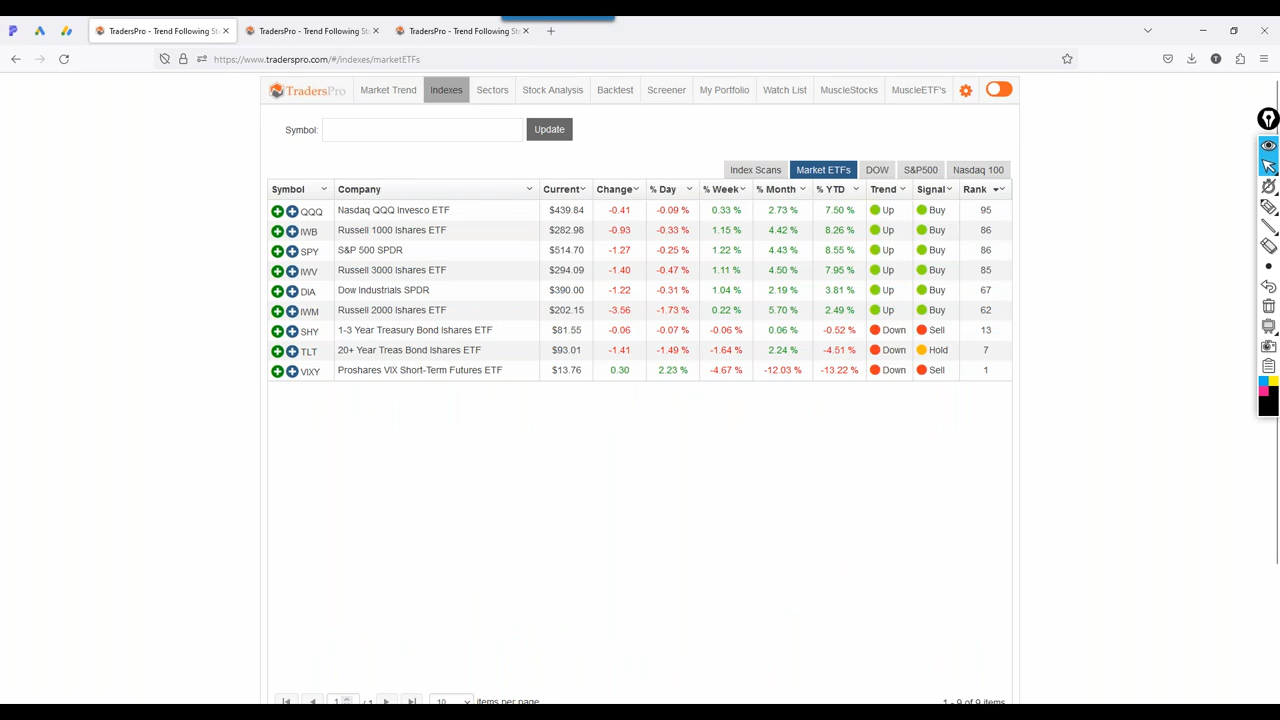 TradersPro - Trend Following St TradersPro - Trend Following St TradersPro - Trend Following St
https://www.traderspro.com/#/indexes/marketETFs
TradersPro Market Trend Indexes Sectors Stock Analysis Backtest Screener My Portfolio Watch List MuscleStocks MuscleETF's
Symbol: Update
Index Scans Market ETFs DOW S&P500 Nasdaq 100
Symbol Company Current Change % Day % Week % Month % YTD Trend Signal Rank
QQQ Nasdaq QQQ Invesco ETF $439.84 -0.41 -0.09 % 0.33 % 2.73 % 7.50 % Up Buy 95
IWB Russell 1000 Ishares ETF $282.98 -0.93 -0.33 % 1.15 % 4.42 % 8.26 % Up Buy 86
SPY S&P 500 SPDR $514.70 -1.27 -0.25 % 1.22 % 4.43 % 8.55 % Up Buy 86
IWV Russell 3000 Ishares ETF $294.09 -1.40 -0.47 % 1.11 % 4.50 % 7.95 % Up Buy 85
DIA Dow Industrials SPDR $390.00 -1.22 -0.31 % 1.04 % 2.19 % 3.81 % Up Buy 67
IWM Russell 2000 Ishares ETF $202.15 -3.56 -1.73 % 0.22 % 5.70 % 2.49 % Up Buy 62
SHY 1-3 Year Treasury Bond Ishares ETF $81.55 -0.06 -0.07 % -0.06 % 0.06 % -0.52 % Down Sell 13
TLT 20+ Year Treas Bond Ishares ETF $93.01 -1.41 -1.49 % -1.64 % 2.24 % -4.51 % Down Hold 7
VIXY Proshares VIX Short-Term Futures ETF $13.76 0.30 2.23 % -4.67 % -12.03 % -13.22 % Down Sell 1
1 / 1 10 items per page 1 - 9 of 9 items